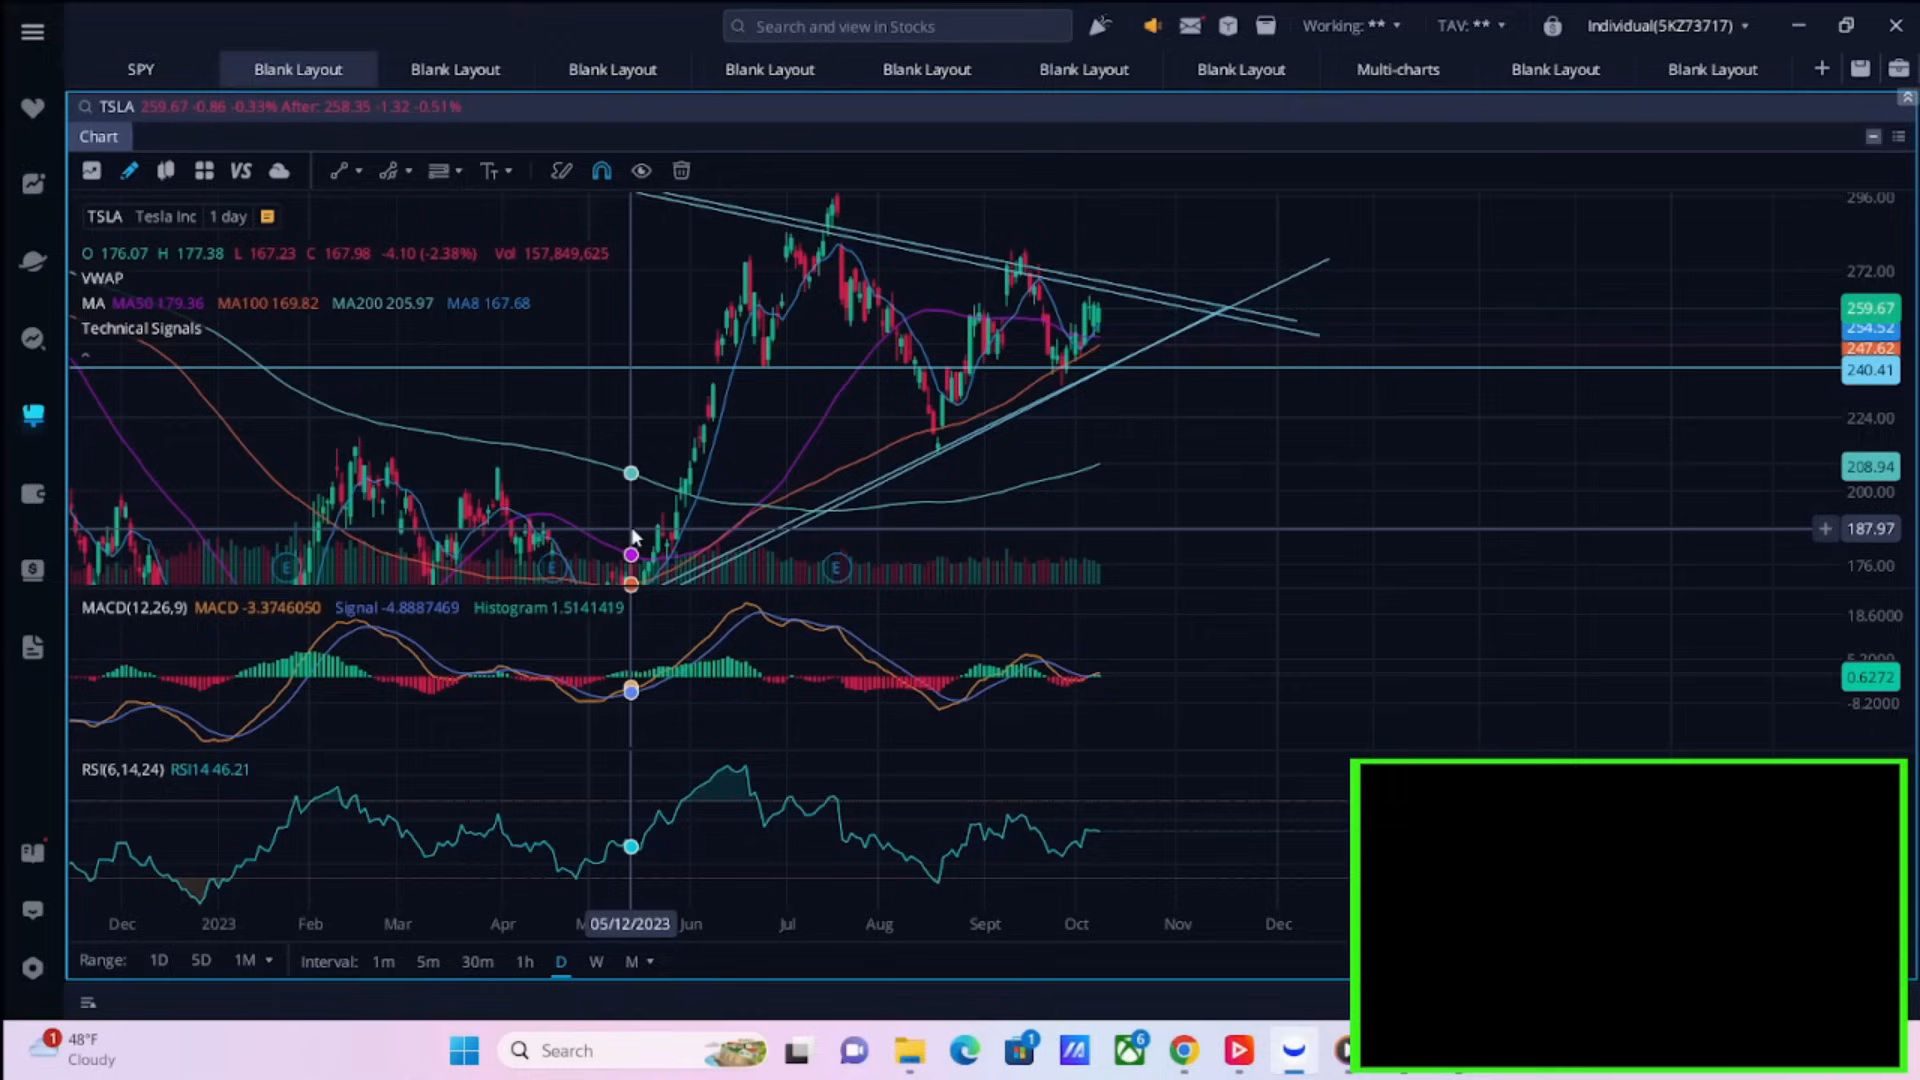 Search and view in Stocks
Working: **
TAV: **
Individual(5KZ73717)
SPY
Blank Layout
Blank Layout
Blank Layout
Blank Layout
Blank Layout
Blank Layout
Blank Layout
Multi-charts
Blank Layout
Blank Layout
TSLA 259.67 -0.86 -0.33% After: 258.35 -1.32 -0.51%
Chart
VS
TSLA Tesla Inc 1 day
O 176.07 H 177.38 L 167.23 C 167.98 -4.10 (-2.38%) Vol 157,849,625
VWAP
MA MA50 179.36 MA100 169.82 MA200 205.97 MA8 167.68
Technical Signals
296.00
272.00
259.67
254.52
247.62
240.41
224.00
208.94
200.00
187.97
176.00
E
E
E
MACD(12,26,9) MACD -3.3746050 Signal -4.8887469 Histogram 1.5141419
18.6000
0.6272
-8.2000
RSI(6,14,24) RSI14 46.21
Dec 2023 Feb Mar Apr 05/12/2023 Jun Jul Aug Sept Oct Nov Dec
Range: 1D 5D 1M Interval: 1m 5m 30m 1h D W M
1
48°F
Cloudy
Search
1
6